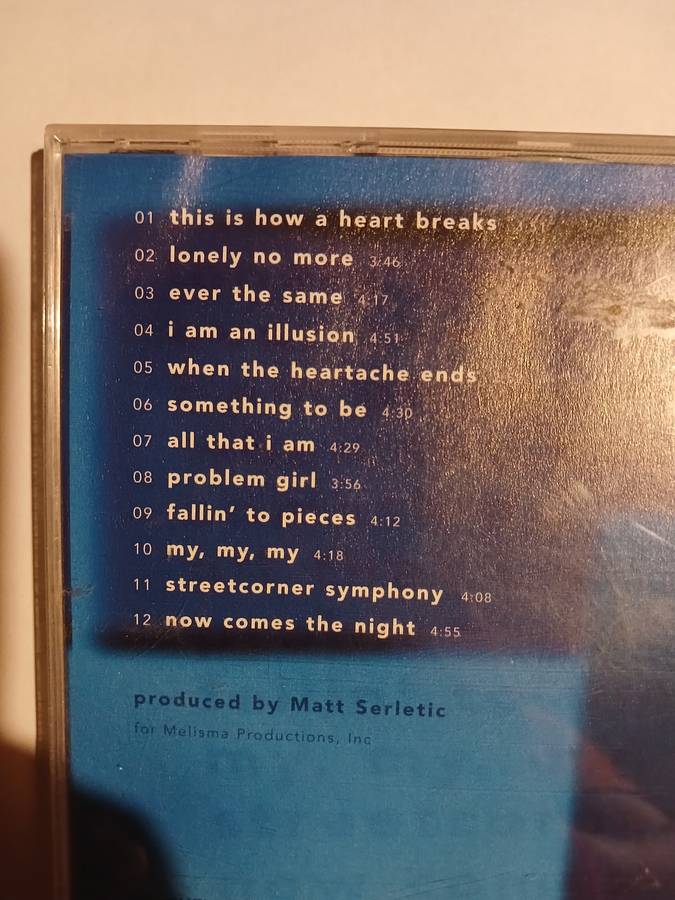 01 this is how a heart breaks
02 lonely no more 3:46
03 ever the same 4:17
04 i am an illusion 4:51
05 when the heartache ends
06 something to be 4:30
07 all that i am 4:29
08 problem girl 3:56
09 fallin' to pieces 4:12
10 my, my, my 4:18
11 streetcorner symphony 4:08
12 now comes the night 4:55
produced by Matt Serletic
for Melisma Productions, Inc